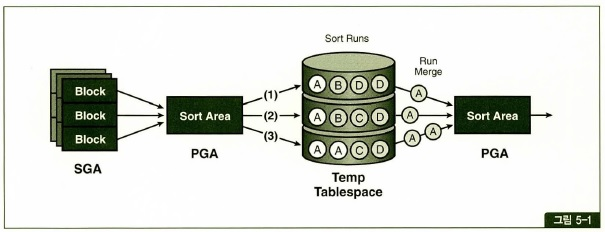 Sort Runs
Run
Merge
Block
Block
Block
SGA
Sort Area
PGA
(1)
(2)
(3)
A B D D
A B C D
A A C D
Temp
Tablespace
A
A
A A
Sort Area
PGA
그림 5-1